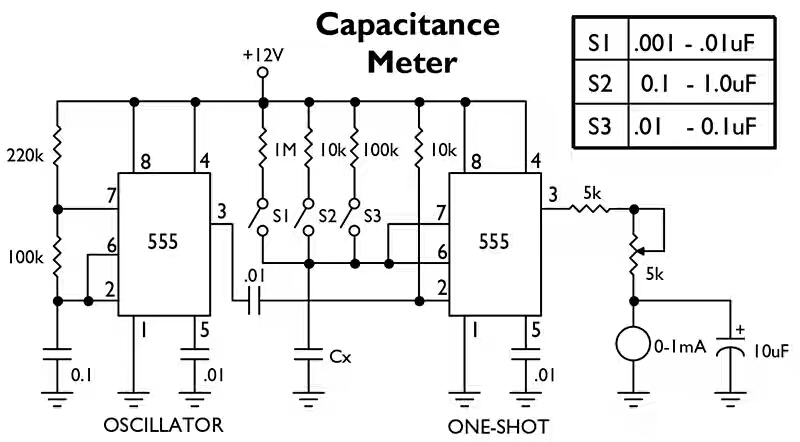 Capacitance
Meter
S1 .001 - .01uF
S2 0.1 - 1.0uF
S3 .01 - 0.1uF
+12V
220k
8
4
1M
10k
100k
10k
8
4
7
3
S1
S2
S3
7
3
5k
555
555
100k
6
6
5k
2
.01
2
1
5
Cx
1
5
0-1mA
+
10uF
0.1
.01
.01
OSCILLATOR
ONE-SHOT